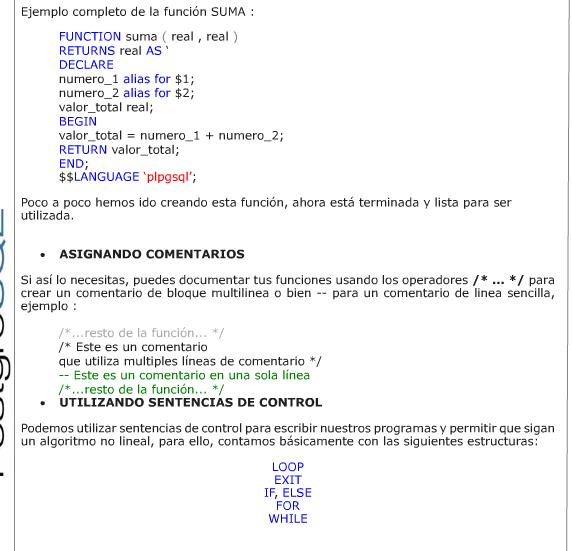 Ejemplo completo de la función SUMA :
FUNCTION suma ( real , real )
RETURNS real AS `
DECLARE
numero_1 alias for $1;
numero_2 alias for $2;
valor_total real;
BEGIN
valor_total = numero_1 + numero_2;
RETURN valor_total;
END;
$$LANGUAGE 'plpgsql';
Poco a poco hemos ido creando esta función, ahora está terminada y lista para ser
utilizada.
• ASIGNANDO COMENTARIOS
Si así lo necesitas, puedes documentar tus funciones usando los operadores /* ... */ para
crear un comentario de bloque multilinea o bien -- para un comentario de linea sencilla,
ejemplo :
/*...resto de la función... */
/* Este es un comentario
que utiliza multiples líneas de comentario */
-- Este es un comentario en una sola línea
/*...resto de la función... */
• UTILIZANDO SENTENCIAS DE CONTROL
Podemos utilizar sentencias de control para escribir nuestros programas y permitir que sigan
un algoritmo no lineal, para ello, contamos básicamente con las siguientes estructuras:
LOOP
EXIT
IF, ELSE
FOR
WHILE